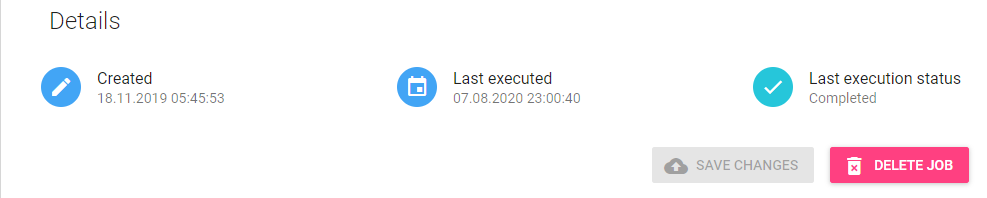 Details
Created
18.11.2019 05:45:53
Last executed
07.08.2020 23:00:40
Last execution status
Completed
SAVE CHANGES
DELETE JOB